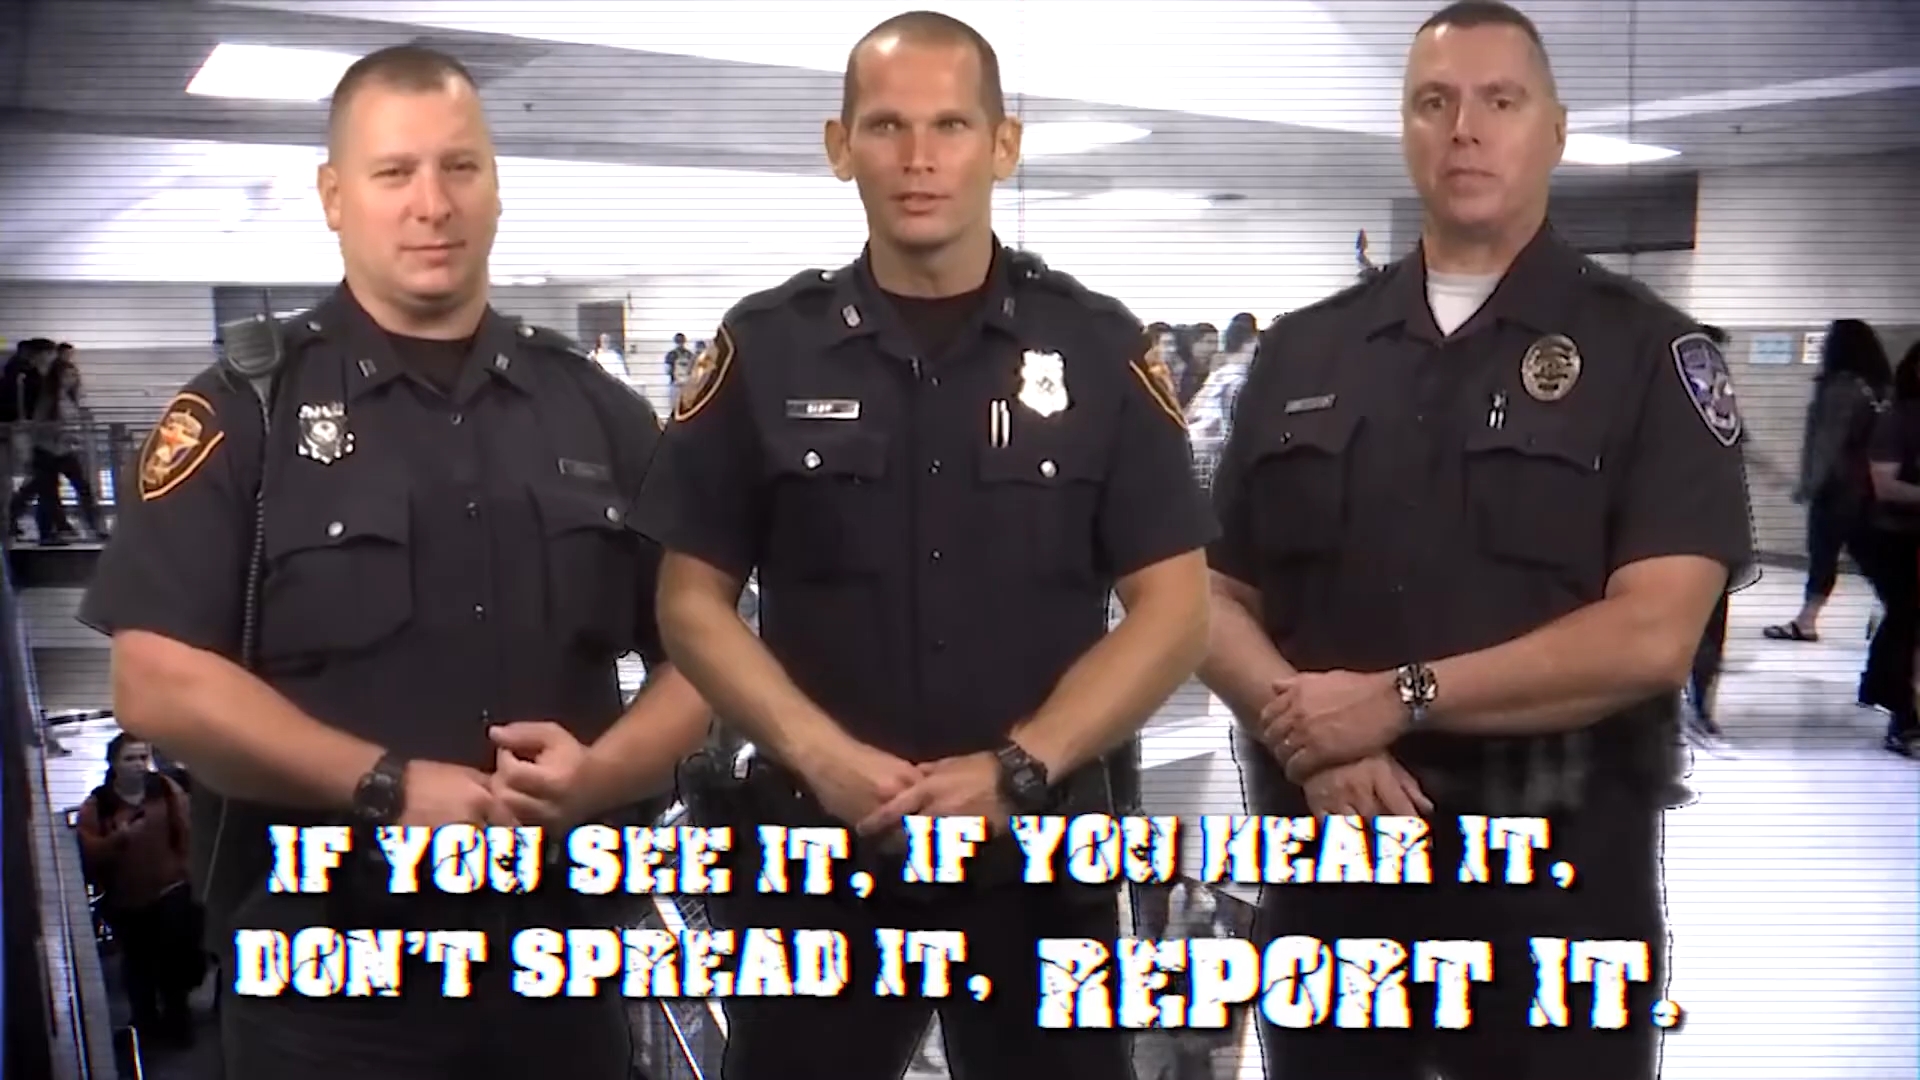 IF YOU SEE IT, IF YOU HEAR IT,
DON'T SPREAD IT, REPORT IT.